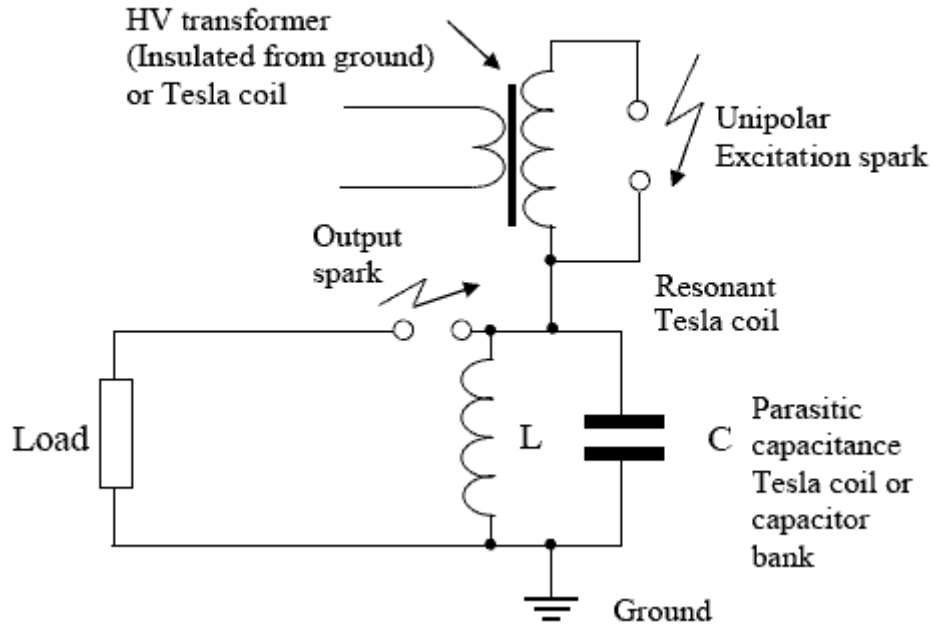 HV transformer
(Insulated from ground)
or Tesla coil
Unipolar
Excitation spark
Output
spark
Resonant
Tesla coil
Load
L
C
Parasitic
capacitance
Tesla coil or
capacitor
bank
Ground